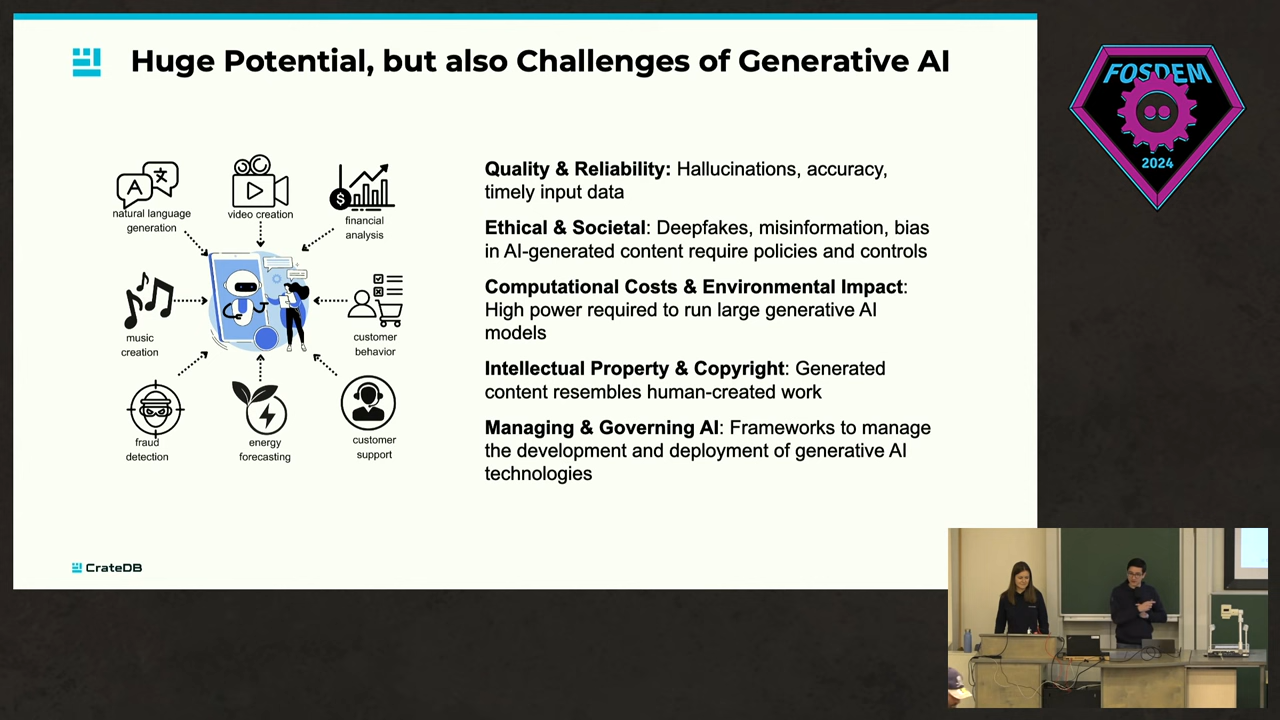 Huge Potential, but also Challenges of Generative AI
FOSDEM
2024
A 文
natural language
generation
video creation
$
financial
analysis
music
creation
customer
behavior
fraud
detection
energy
forecasting
customer
support
Quality & Reliability: Hallucinations, accuracy,
timely input data
Ethical & Societal: Deepfakes, misinformation, bias
in AI-generated content require policies and controls
Computational Costs & Environmental Impact:
High power required to run large generative AI
models
Intellectual Property & Copyright: Generated
content resembles human-created work
Managing & Governing AI: Frameworks to manage
the development and deployment of generative AI
technologies
CrateDB